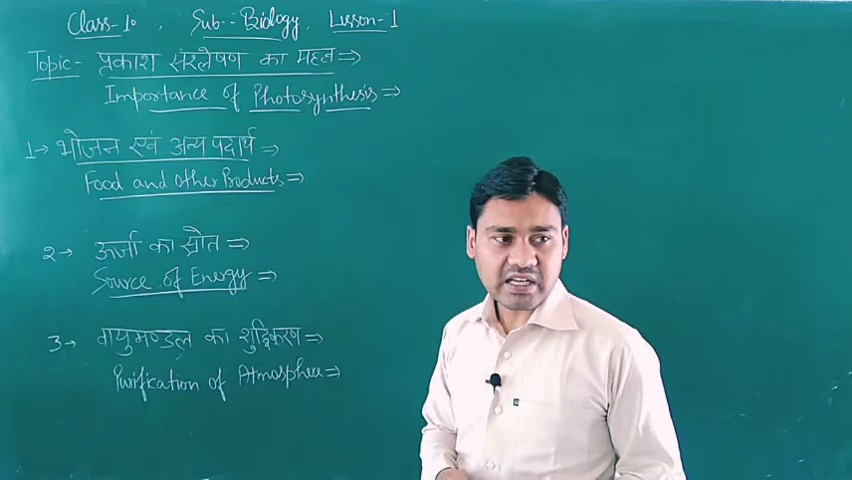 Class-10, Sub-- Biology, Lesson-1
Topic- प्रकाश संश्लेषण का महत्व ⇒
Importance of Photosynthesis ⇒
1→ भोजन एवं अन्य पदार्थ ⇒
Food and other Products ⇒
२→ ऊर्जा का स्रोत ⇒
Source of Energy ⇒
3→ वायुमण्डल का शुद्धिकरण ⇒
Purification of Atmosphere ⇒